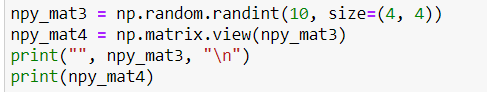 npy_mat3 = np.random.randint(10, size=(4, 4))
npy_mat4 = np.matrix.view(npy_mat3)
print("", npy_mat3, "\n")
print(npy_mat4)